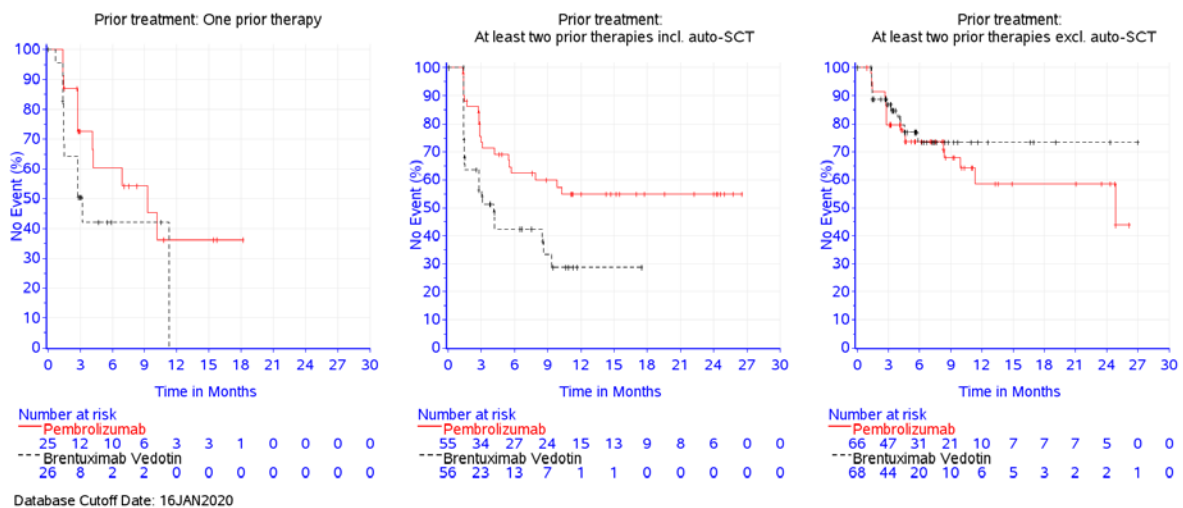 Prior treatment: One prior therapy
No Event (%)
100
90
80
70
60
50
40
30
20
10
0
0 3 6 9 12 15 18 21 24 27 30
Time in Months
Number at risk
Pembrolizumab
25 12 10 6 3 3 1 0 0 0 0
Brentuximab Vedotin
26 8 2 2 0 0 0 0 0 0 0
Prior treatment:
At least two prior therapies incl. auto-SCT
No Event (%)
100
90
80
70
60
50
40
30
20
10
0
0 3 6 9 12 15 18 21 24 27 30
Time in Months
Number at risk
Pembrolizumab
55 34 27 24 15 13 9 8 6 0 0
Brentuximab Vedotin
56 23 13 7 1 1 0 0 0 0 0
Prior treatment:
At least two prior therapies excl. auto-SCT
No Event (%)
100
90
80
70
60
50
40
30
20
10
0
0 3 6 9 12 15 18 21 24 27 30
Time in Months
Number at risk
Pembrolizumab
66 47 31 21 10 7 7 7 5 0 0
Brentuximab Vedotin
68 44 20 10 6 5 3 2 2 1 0
Database Cutoff Date: 16JAN2020